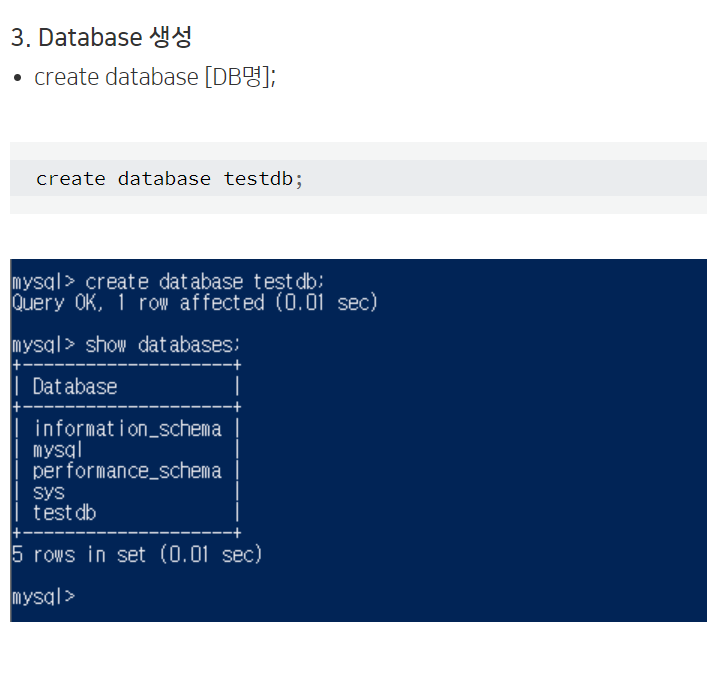 3. Database 생성
• create database [DB명];
create database testdb;
mysql> create database testdb;
Query OK, 1 row affected (0.01 sec)
mysql> show databases;
+--------------------+
| Database           |
+--------------------+
| information_schema |
| mysql              |
| performance_schema |
| sys                |
| testdb             |
+--------------------+
5 rows in set (0.01 sec)
mysql>